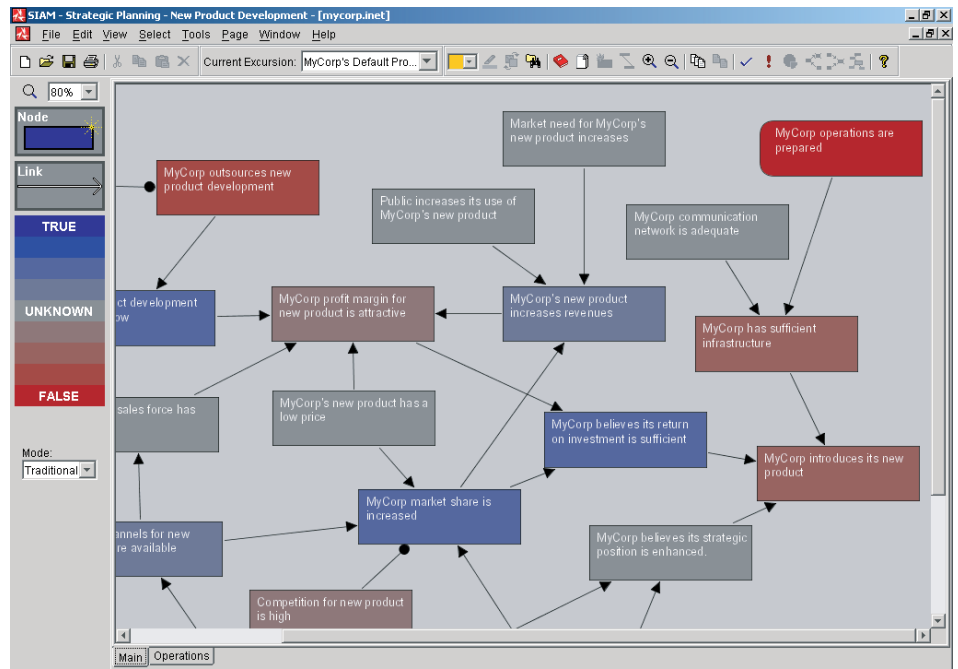 SIAM - Strategic Planning - New Product Development - [mycorp.inet]
File Edit View Select Tools Page Window Help
Current Excursion: MyCorp's Default Pro...
80%
Node
Link
TRUE
UNKNOWN
FALSE
Mode:
Traditional
Market need for MyCorp's
new product increases
MyCorp operations are
prepared
MyCorp outsources new
product development
Public increases its use of
MyCorp's new product
MyCorp communication
network is adequate
ct development
ow
MyCorp profit margin for
new product is attractive
MyCorp's new product
increases revenues
MyCorp has sufficient
infrastructure
sales force has
MyCorp's new product has a
low price
MyCorp believes its return
on investment is sufficient
MyCorp introduces its new
product
MyCorp market share is
increased
annels for new
re available
MyCorp believes its strategic
position is enhanced.
Competition for new product
is high
Main Operations